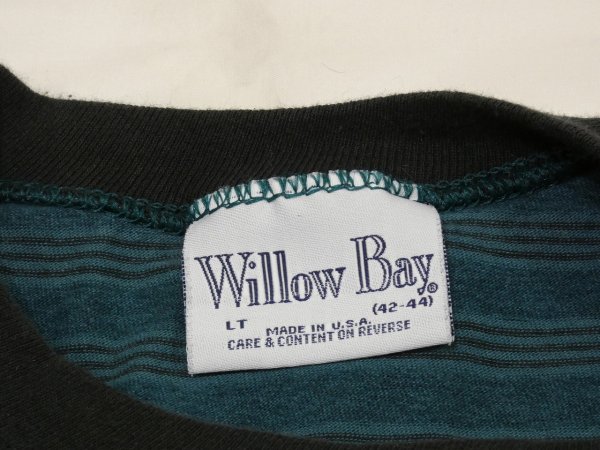 Willow Bay®
LT (42-44)
MADE IN U.S.A.
CARE & CONTENT ON REVERSE